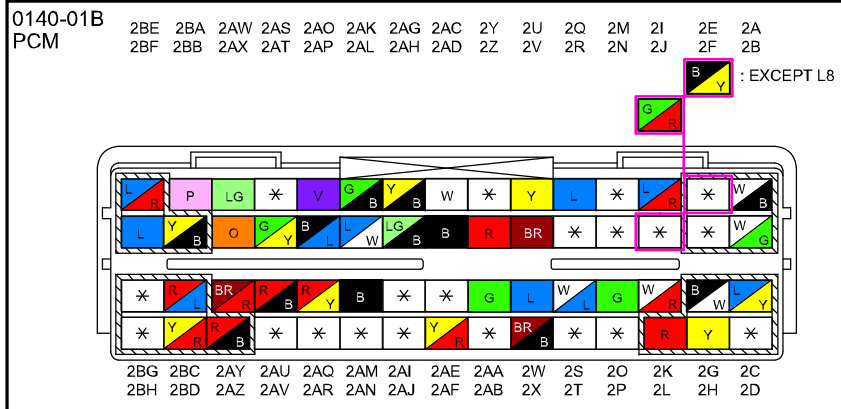 0140-01B
PCM
2BE 2BA 2AW 2AS 2AO 2AK 2AG 2AC 2Y 2U 2Q 2M 2I 2E 2A
2BF 2BB 2AX 2AT 2AP 2AL 2AH 2AD 2Z 2V 2R 2N 2J 2F 2B
B Y : EXCEPT L8
G R
L R P LG * V G B Y B W * Y L * L R * W B
L Y B O G Y B L L W LG B B R BR * * * * W G
* R L BR R R B R Y B * * G L W L G W R B W L Y
* Y R R B * * * * Y R * BR B * * R Y *
2BG 2BC 2AY 2AU 2AQ 2AM 2AI 2AE 2AA 2W 2S 2O 2K 2G 2C
2BH 2BD 2AZ 2AV 2AR 2AN 2AJ 2AF 2AB 2X 2T 2P 2L 2H 2D